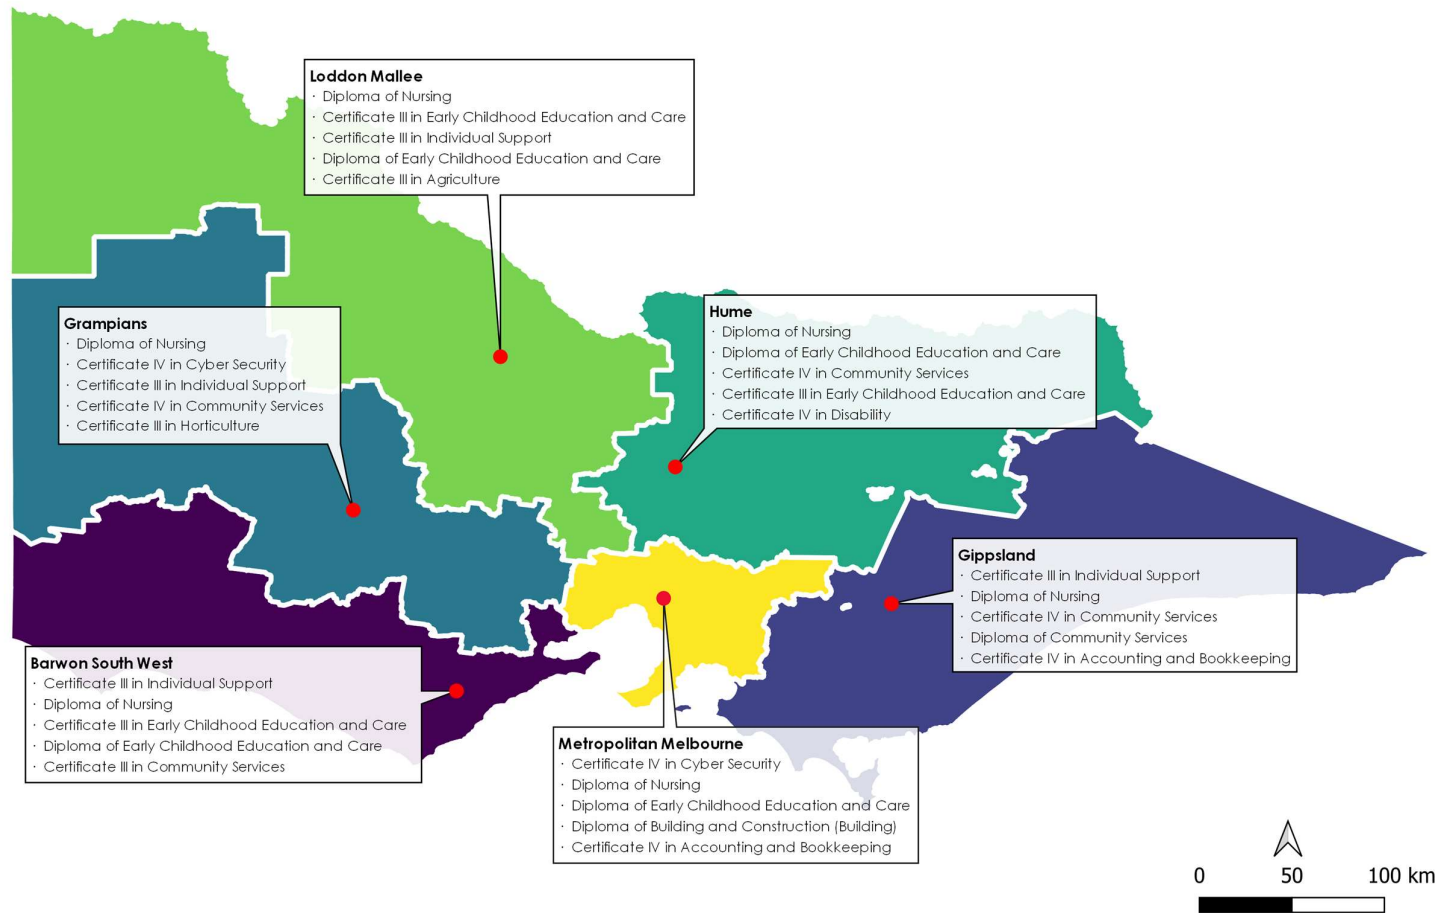 Loddon Mallee
· Diploma of Nursing
· Certificate III in Early Childhood Education and Care
· Certificate III in Individual Support
· Diploma of Early Childhood Education and Care
· Certificate III in Agriculture
Grampians
· Diploma of Nursing
· Certificate IV in Cyber Security
· Certificate III in Individual Support
· Certificate IV in Community Services
· Certificate III in Horticulture
Hume
· Diploma of Nursing
· Diploma of Early Childhood Education and Care
· Certificate IV in Community Services
· Certificate III in Early Childhood Education and Care
· Certificate IV in Disability
Gippsland
· Certificate III in Individual Support
· Diploma of Nursing
· Certificate IV in Community Services
· Diploma of Community Services
· Certificate IV in Accounting and Bookkeeping
Barwon South West
· Certificate III in Individual Support
· Diploma of Nursing
· Certificate III in Early Childhood Education and Care
· Diploma of Early Childhood Education and Care
· Certificate III in Community Services
Metropolitan Melbourne
· Certificate IV in Cyber Security
· Diploma of Nursing
· Diploma of Early Childhood Education and Care
· Diploma of Building and Construction (Building)
· Certificate IV in Accounting and Bookkeeping
0 50 100 km